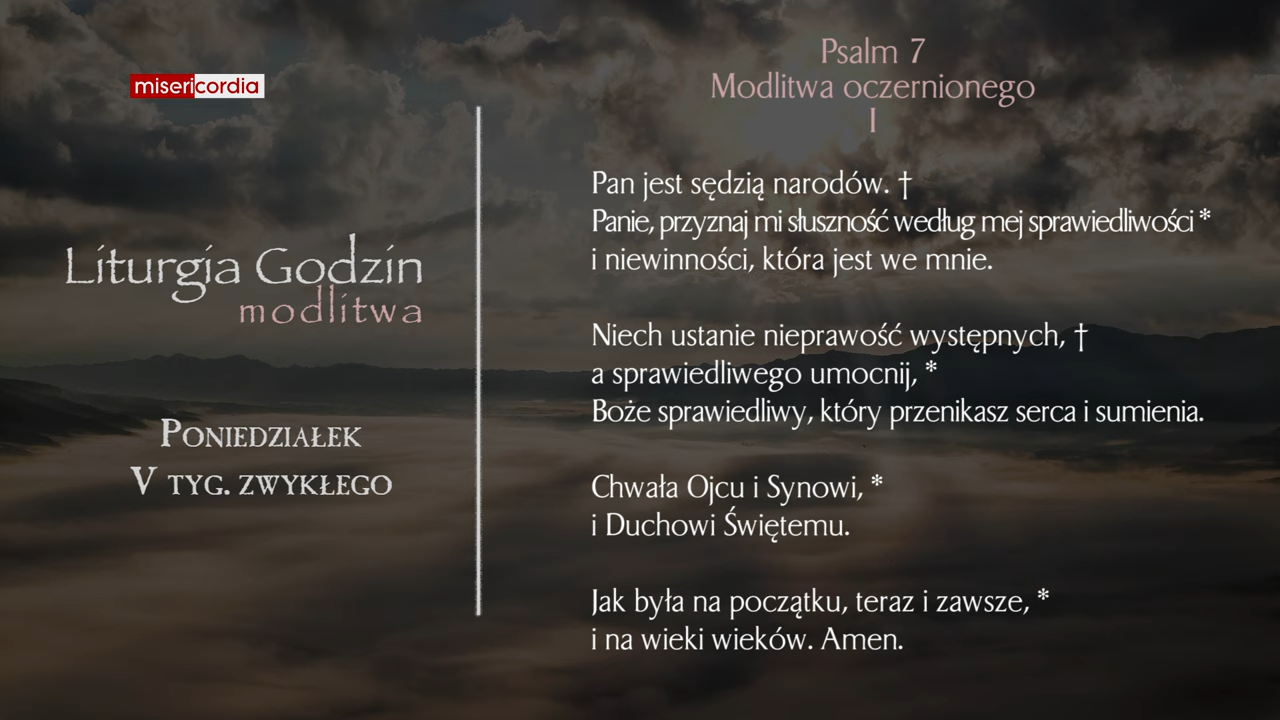 misericordia
Liturgia Godzin
modlitwa
Poniedziałek
V tyg. zwykłego
Psalm 7
Modlitwa oczernionego
I
Pan jest sędzią narodów. †
Panie, przyznaj mi słuszność według mej sprawiedliwości *
i niewinności, która jest we mnie.
Niech ustanie nieprawość występnych, †
a sprawiedliwego umocnij, *
Boże sprawiedliwy, który przenikasz serca i sumienia.
Chwała Ojcu i Synowi, *
i Duchowi Świętemu.
Jak była na początku, teraz i zawsze, *
i na wieki wieków. Amen.